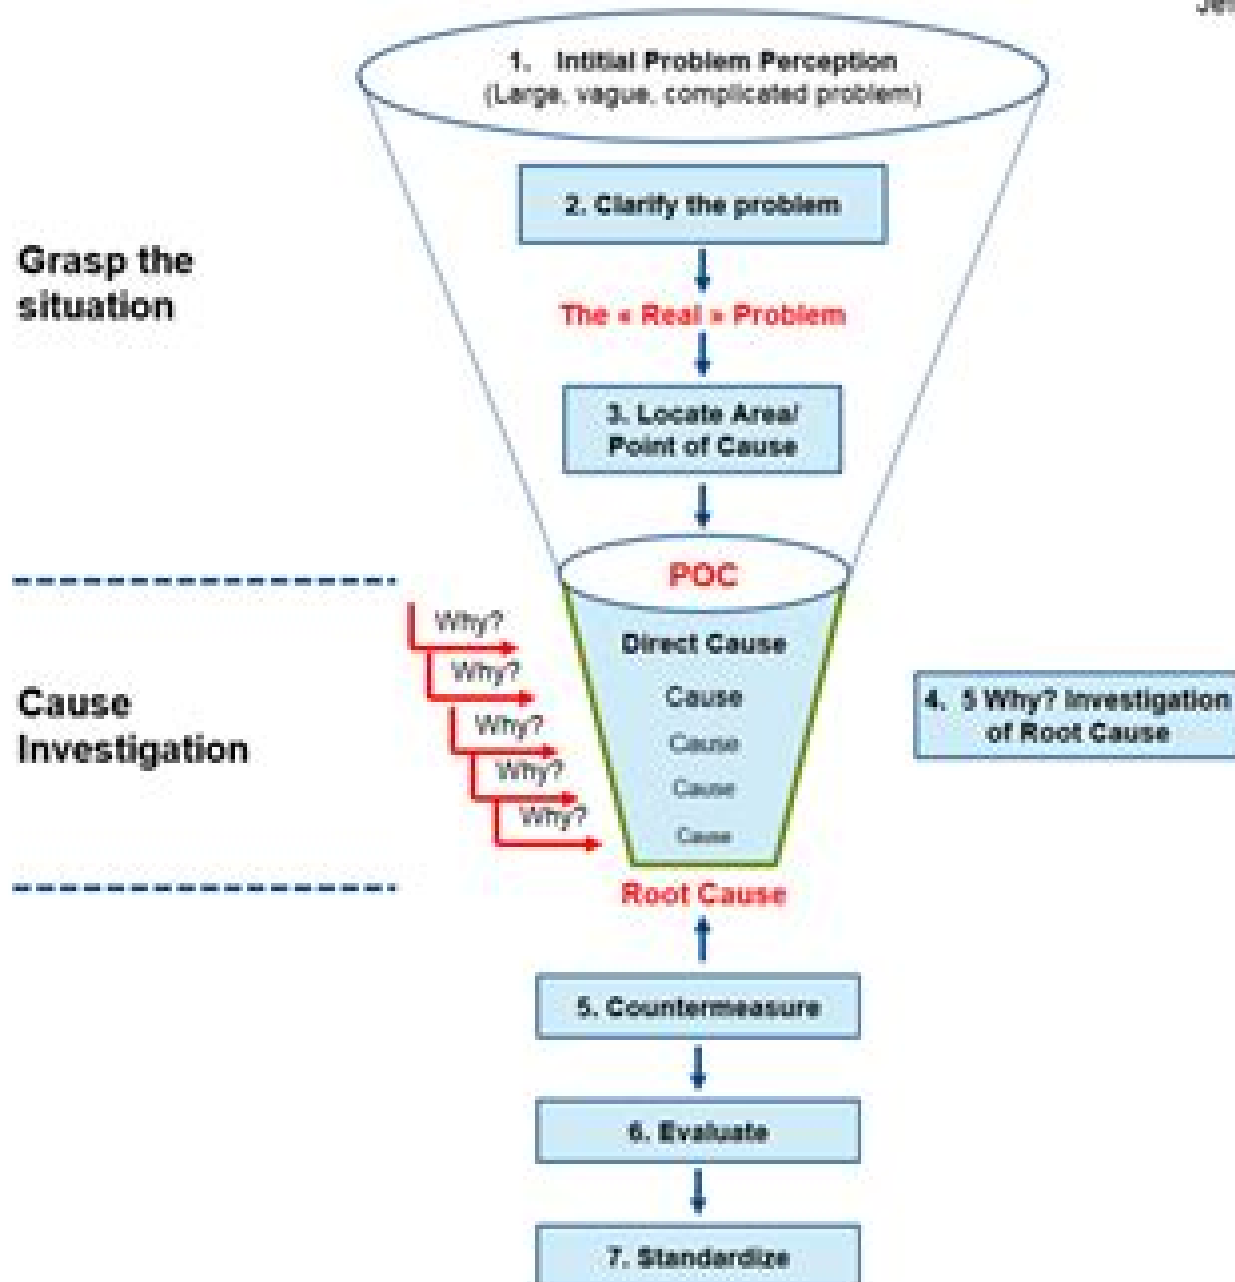 1. Intitial Problem Perception
(Large, vague, complicated problem)
2. Clarify the problem
Grasp the
situation
The « Real » Problem
3. Locate Area/
Point of Cause
POC
Why?
Direct Cause
Why?
Cause
Cause
Investigation
4. 5 Why? Investigation
of Root Cause
Why?
Cause
Why?
Cause
Why?
Cause
Root Cause
5. Countermeasure
6. Evaluate
7. Standardize